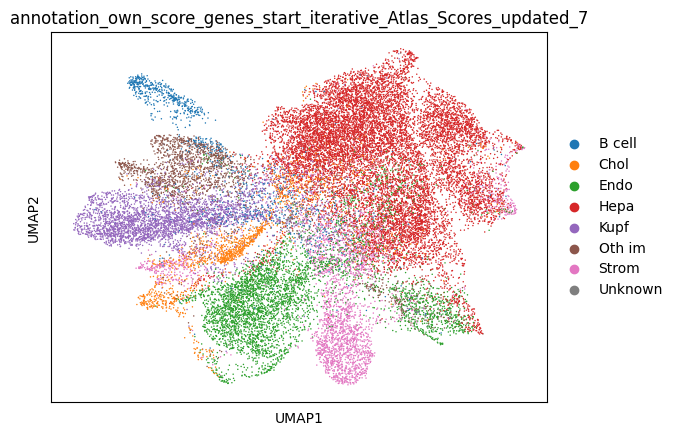 annotation_own_score_genes_start_iterative_Atlas_Scores_updated_7
UMAP2
B cell
Chol
Endo
Hepa
Kupf
Oth im
Strom
Unknown
UMAP1